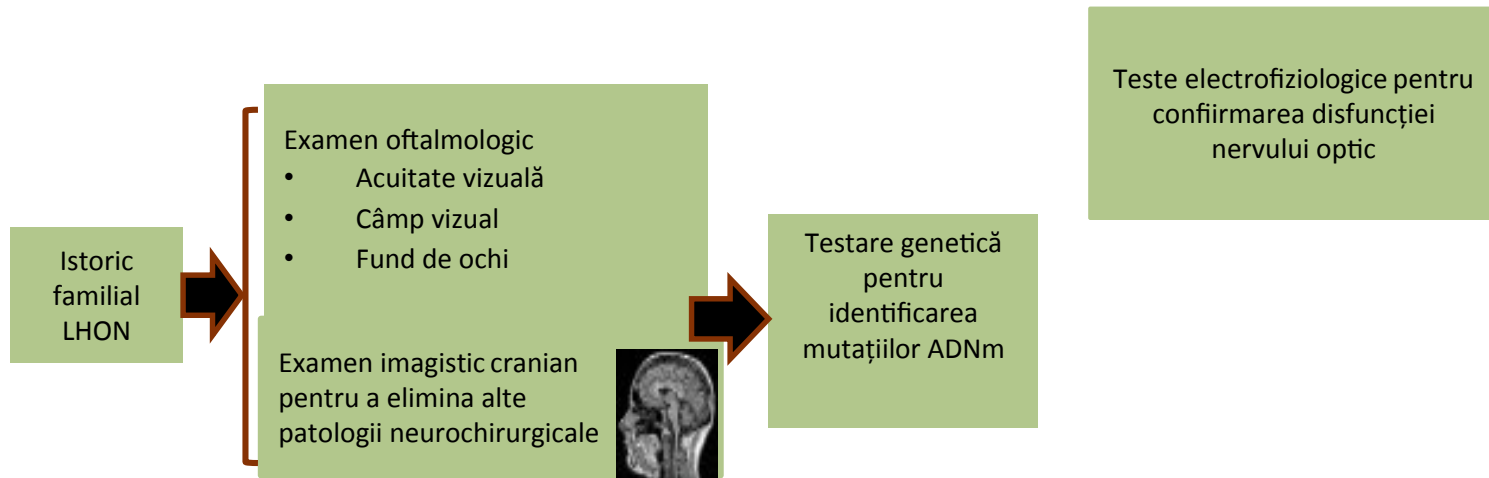 Istoric
familial
LHON
Examen oftalmologic
• Acuitate vizuală
• Câmp vizual
• Fund de ochi
Examen imagistic cranian
pentru a elimina alte
patologii neurochirurgicale
Testare genetică
pentru
identificarea
mutațiilor ADNm
Teste electrofiziologice pentru
confiirmarea disfuncției
nervului optic